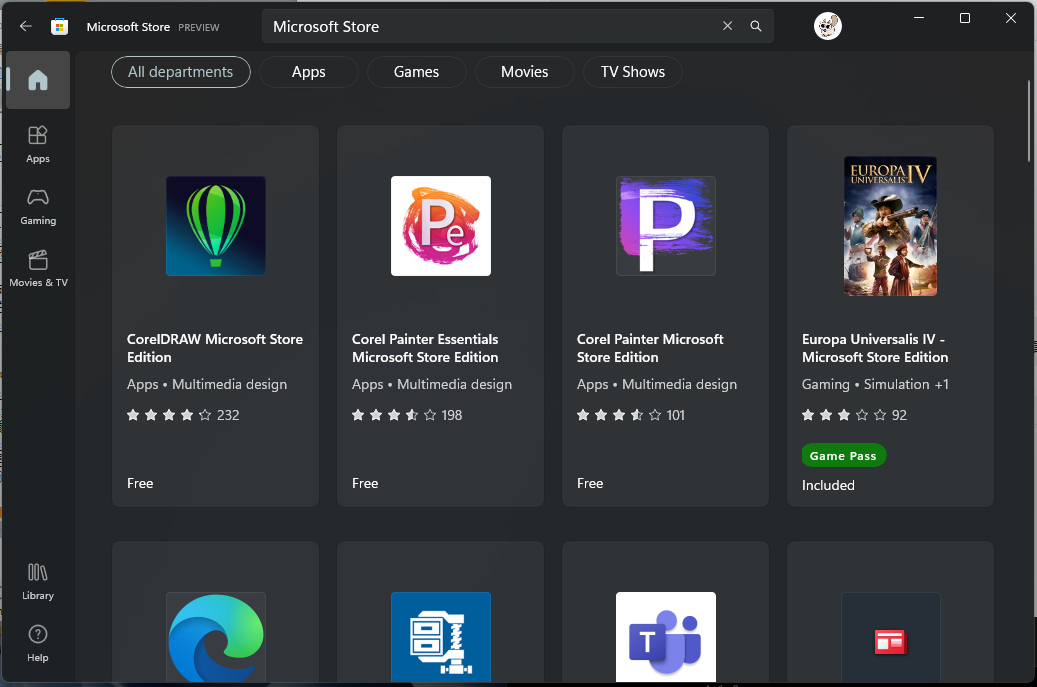 Microsoft Store PREVIEW
Microsoft Store
All departments
Apps
Games
Movies
TV Shows
Apps
Gaming
Movies & TV
Library
Help
CorelDRAW Microsoft Store
Edition
Apps • Multimedia design
232
Free
Pe
Corel Painter Essentials
Microsoft Store Edition
Apps • Multimedia design
198
Free
P
Corel Painter Microsoft
Store Edition
Apps • Multimedia design
101
Free
EUROPA
UNIVERSALIS IV
Europa Universalis IV -
Microsoft Store Edition
Gaming • Simulation +1
92
Game Pass
Included
T